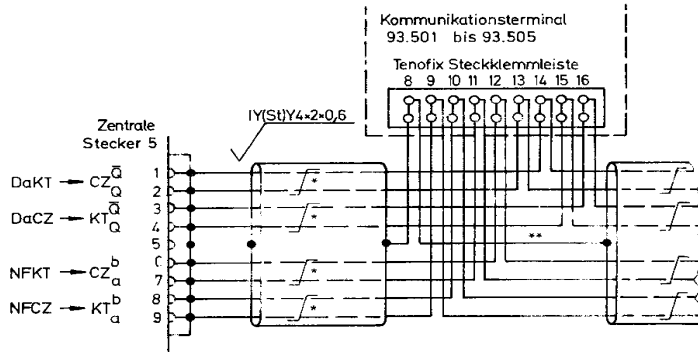 Kommunikationsterminal
93.501 bis 93.505
Tenofix Steckklemmleiste
8 9 10 11 12 13 14 15 16
IY(St)Y4×2×0,6
Zentrale
Stecker 5
DaKT → CZ Q̅ 1
Q 2
DaCZ → KT Q̅ 3
Q 4
5
NFKT → CZ b
a 7
NFCZ → KT b 8
a 9
*
*
*
*
**